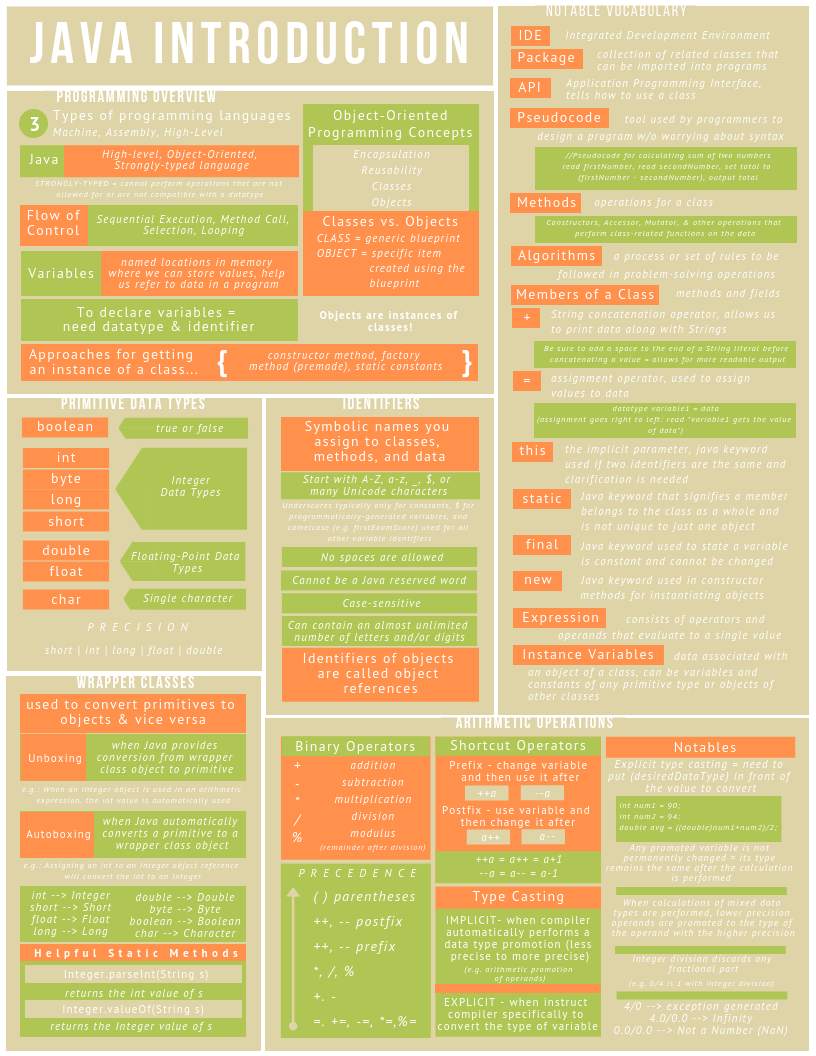 JAVA INTRODUCTION
PROGRAMMING OVERVIEW
3
Types of programming languages
Machine, Assembly, High-Level
Java
High-level, Object-Oriented,
Strongly-typed language
STRONGLY-TYPED = cannot perform operations that are not
allowed for or are not compatible with a datatype
Flow of
Control
Sequential Execution, Method Call,
Selection, Looping
Variables
named locations in memory
where we can store values, help
us refer to data in a program
To declare variables =
need datatype & identifier
Object-Oriented
Programming Concepts
Encapsulation
Reusability
Classes
Objects
Classes vs. Objects
CLASS = generic blueprint
OBJECT = specific item
created using the
blueprint
Objects are instances of
classes!
Approaches for getting
an instance of a class...
{
constructor method, factory
method (premade), static constants
}
PRIMITIVE DATA TYPES
boolean
true or false
int
byte
long
short
Integer
Data Types
double
float
Floating-Point Data
Types
char
Single character
PRECISION
short | int | long | float | double
IDENTIFIERS
Symbolic names you
assign to classes,
methods, and data
Start with A-Z, a-z, _, $, or
many Unicode characters
Underscores typically only for constants, $ for
programmatically-generated variables, and
camelcase (e.g. firstExamScore) used for all
other variable identifiers
No spaces are allowed
Cannot be a Java reserved word
Case-sensitive
Can contain an almost unlimited
number of letters and/or digits
Identifiers of objects
are called object
references
WRAPPER CLASSES
used to convert primitives to
objects & vice versa
Unboxing
when Java provides
conversion from wrapper
class object to primitive
e.g.: When an Integer object is used in an arithmetic
expression, the int value is automatically used
Autoboxing
when Java automatically
converts a primitive to a
wrapper class object
e.g.: Assigning an int to an Integer object reference
will convert the int to an Integer
int --> Integer
short --> Short
float --> Float
long --> Long
double --> Double
byte --> Byte
boolean --> Boolean
char --> Character
Helpful Static Methods
Integer.parseInt(String s)
returns the int value of s
Integer.valueOf(String s)
returns the Integer value of s
NOTABLE VOCABULARY
IDE
Integrated Development Environment
Package
collection of related classes that
can be imported into programs
API
Application Programming Interface,
tells how to use a class
Pseudocode
tool used by programmers to
design a program w/o worrying about syntax
//Pseudocode for calculating sum of two numbers
read firstNumber, read secondNumber, set total to
(firstNumber - secondNumber), output total
Methods
operations for a class
Constructors, Accessor, Mutator, & other operations that
perform class-related functions on the data
Algorithms
a process or set of rules to be
followed in problem-solving operations
Members of a Class
methods and fields
+
String concatenation operator, allows us
to print data along with Strings
Be sure to add a space to the end of a String literal before
concatenating a value = allows for more readable output
=
assignment operator, used to assign
values to data
datatype variable1 = data
(assignment goes right to left: read "variable1 gets the value
of data")
this
the implicit parameter, java keyword
used if two identifiers are the same and
clarification is needed
static
Java keyword that signifies a member
belongs to the class as a whole and
is not unique to just one object
final
Java keyword used to state a variable
is constant and cannot be changed
new
Java keyword used in constructor
methods for instantiating objects
Expression
consists of operators and
operands that evaluate to a single value
Instance Variables
data associated with
an object of a class, can be variables and
constants of any primitive type or objects of
other classes
ARITHMETIC OPERATIONS
Binary Operators
+ addition
- subtraction
* multiplication
/ division
% modulus
(remainder after division)
PRECEDENCE
( ) parentheses
++, -- postfix
++, -- prefix
*, /, %
+. -
=. +=, -=, *=,%=
Shortcut Operators
Prefix - change variable
and then use it after
++a
--a
Postfix - use variable and
then change it after
a++
a--
++a = a++ = a+1
--a = a-- = a-1
Type Casting
IMPLICIT- when compiler
automatically performs a
data type promotion (less
precise to more precise)
(e.g. arithmetic promotion
of operands)
EXPLICIT - when instruct
compiler specifically to
convert the type of variable
Notables
Explicit type casting = need to
put (desiredDataType) in front of
the value to convert
int num1 = 90;
int num2 = 94;
double avg = ((double)num1+num2)/2;
Any promoted variable is not
permanently changed = its type
remains the same after the calculation
is performed
When calculations of mixed data
types are performed, lower precision
operands are promoted to the type of
the operand with the higher precision
Integer division discards any
fractional part
(e.g. 6/4 is 1 with integer division)
4/0 --> exception generated
4.0/0.0 --> Infinity
0.0/0.0 --> Not a Number (NaN)